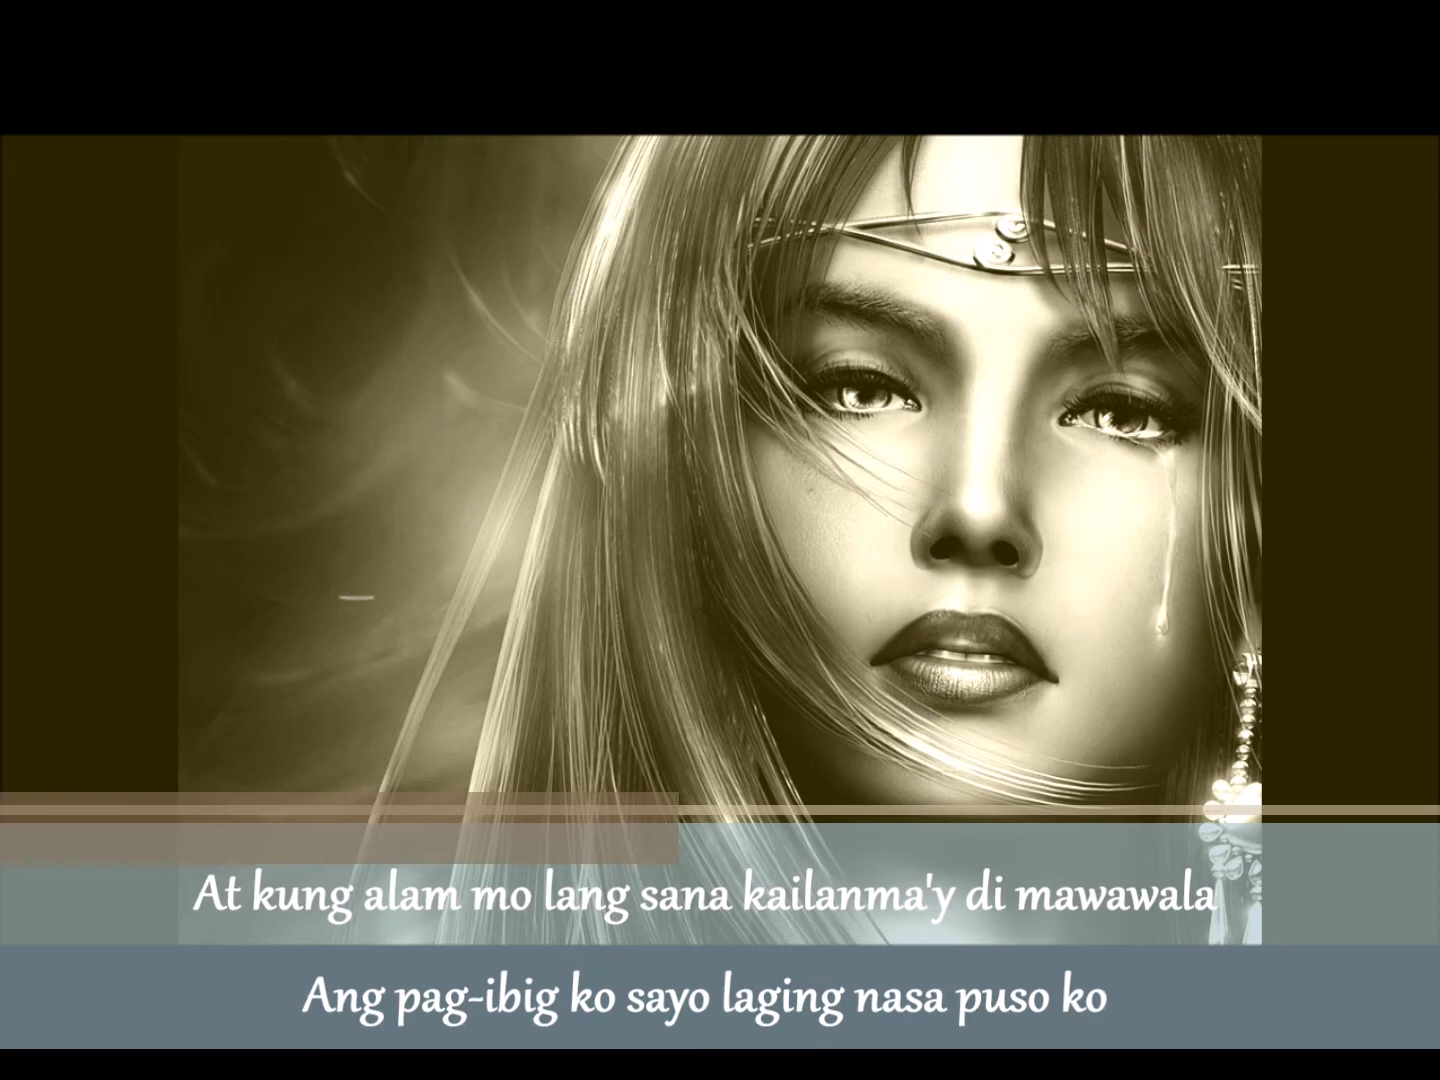 At kung alam mo lang sana kailanma'y di mawawala
Ang pag-ibig ko sayo laging nasa puso ko